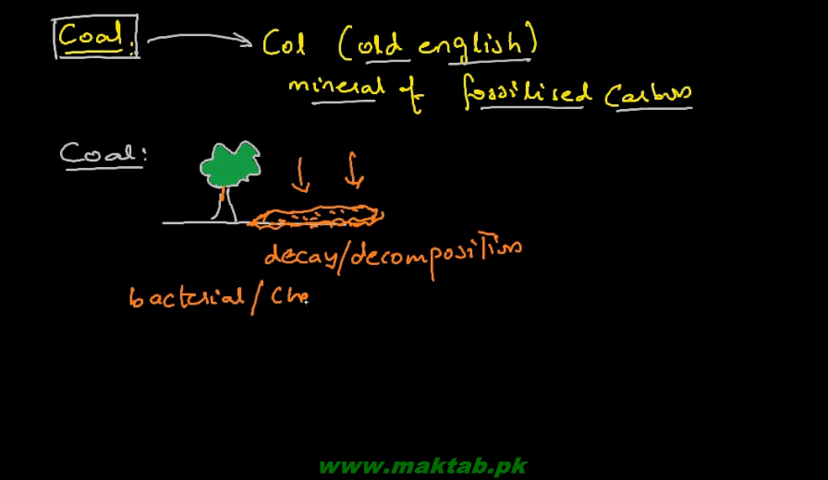 Coal. → Col (old english)
mineral of fossilised Carbon
Coal:
decay/decomposition
bacterial / Che
www.maktab.pk